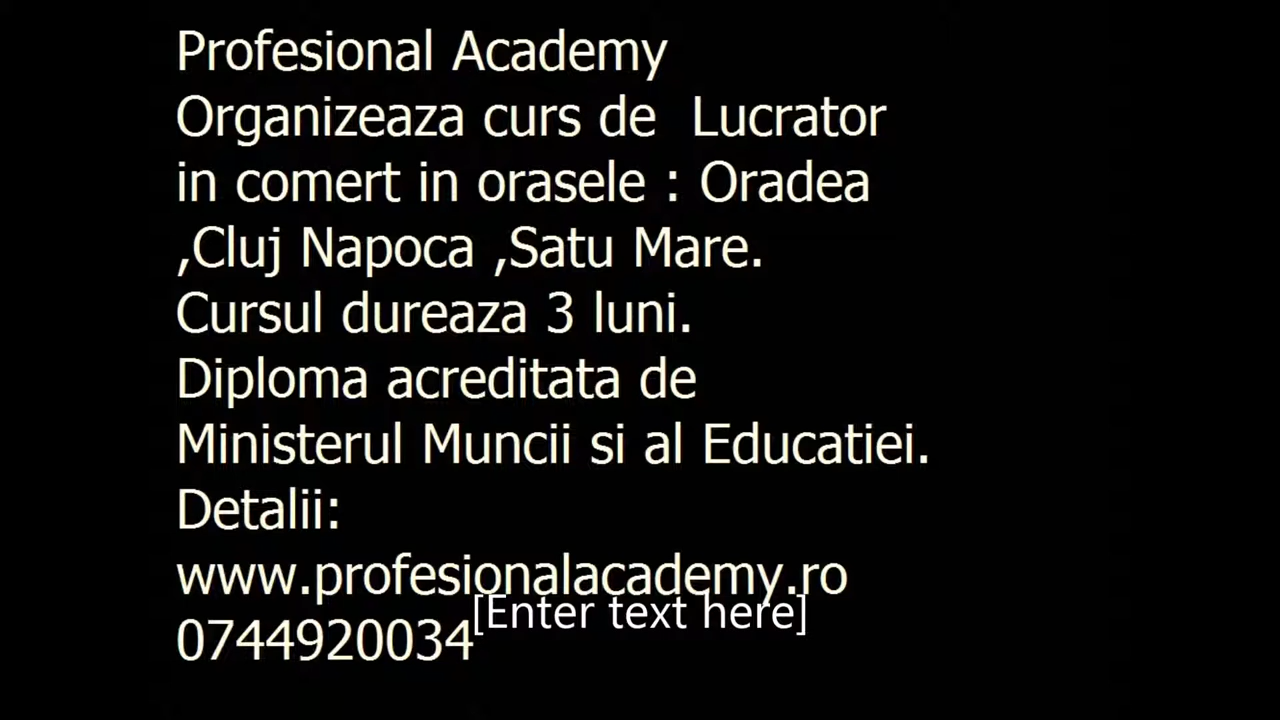 Profesional Academy
Organizeaza curs de  Lucrator
in comert in orasele : Oradea
,Cluj Napoca ,Satu Mare.
Cursul dureaza 3 luni.
Diploma acreditata de
Ministerul Muncii si al Educatiei.
Detalii:
www.profesionalacademy.ro
[Enter text here]
0744920034